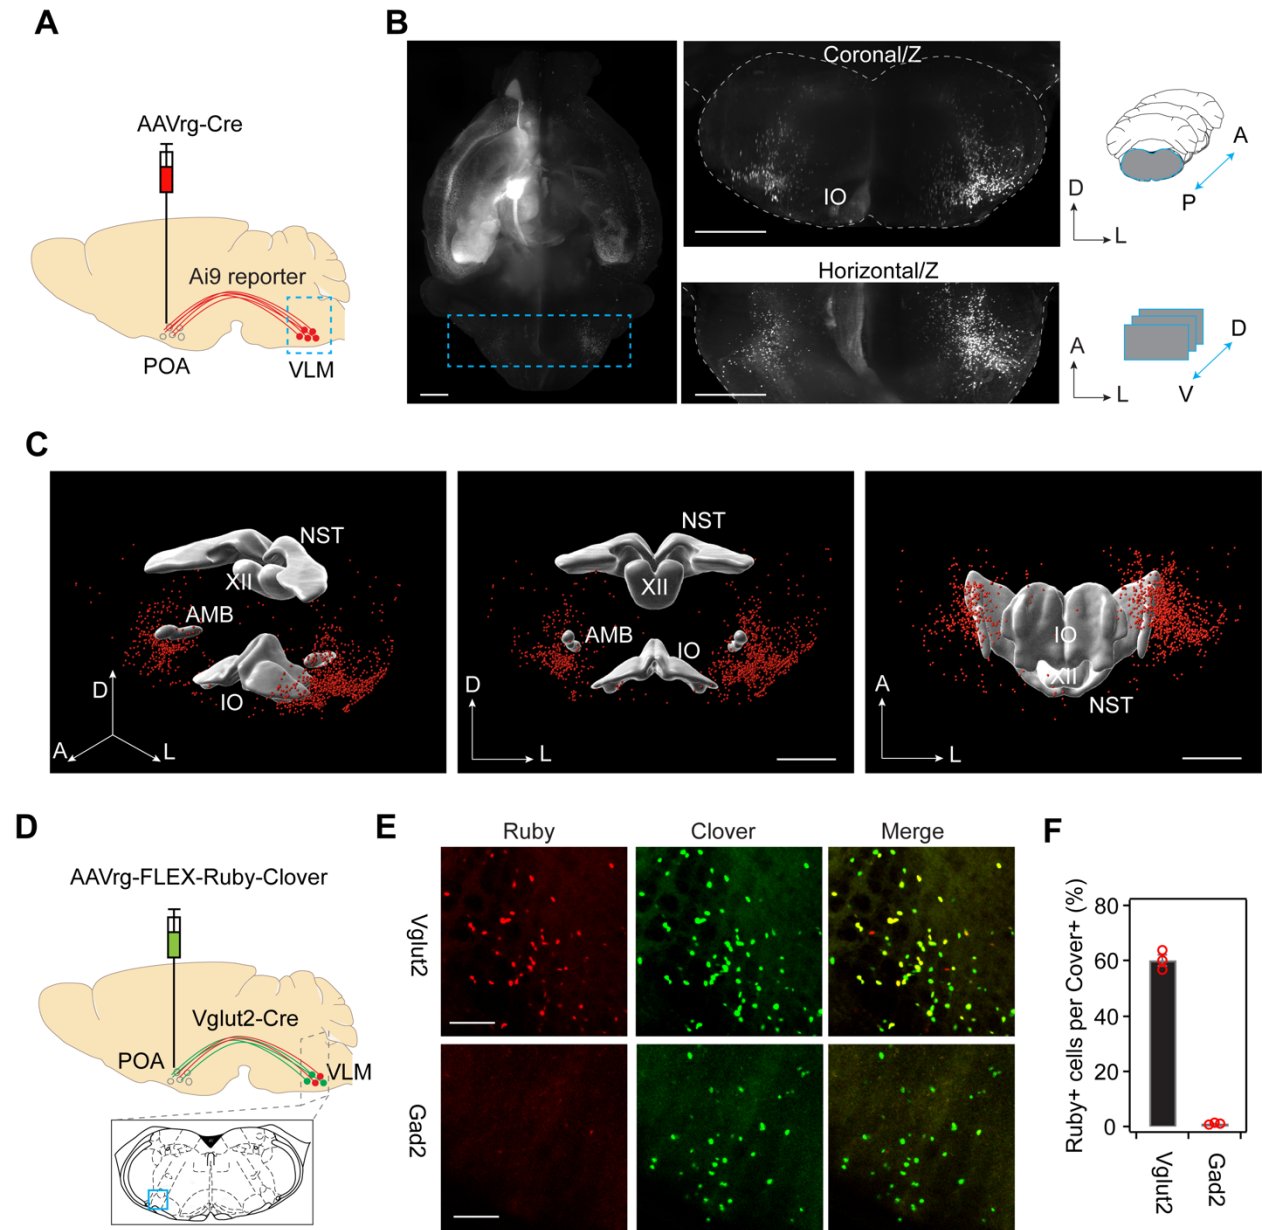 A
AAVrg-Cre
Ai9 reporter
POA
VLM
B
Coronal/Z
IO
D
L
A
P
Horizontal/Z
A
L
D
V
C
NST
XII
AMB
IO
D
A
L
NST
XII
AMB
IO
D
L
IO
XII
NST
A
L
D
AAVrg-FLEX-Ruby-Clover
Vglut2-Cre
POA
VLM
E
Ruby
Clover
Merge
Vglut2
Gad2
F
Ruby+ cells per Cover+ (%)
80
60
40
20
0
Vglut2
Gad2